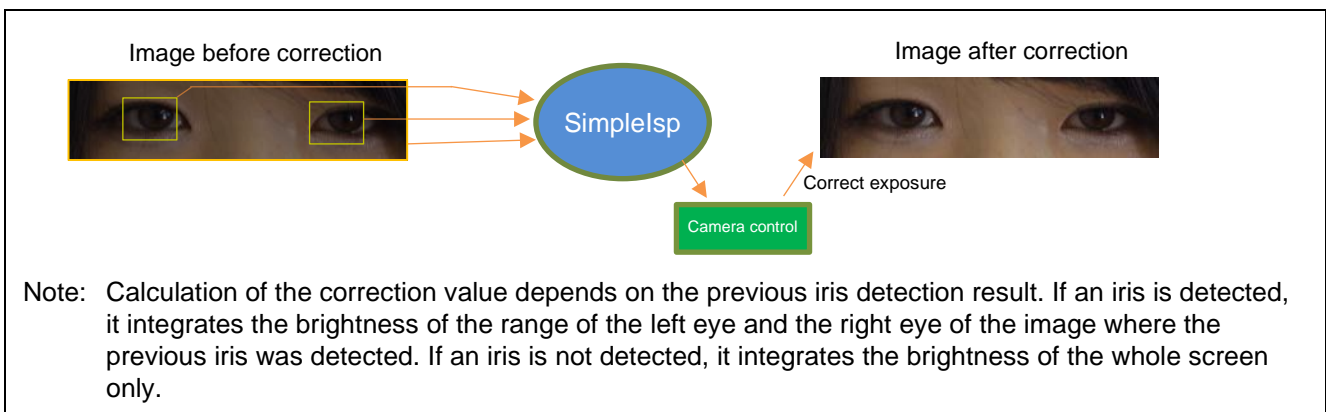 Image before correction
Image after correction
SimpleIsp
Correct exposure
Camera control
Note: Calculation of the correction value depends on the previous iris detection result. If an iris is detected,
it integrates the brightness of the range of the left eye and the right eye of the image where the
previous iris was detected. If an iris is not detected, it integrates the brightness of the whole screen
only.